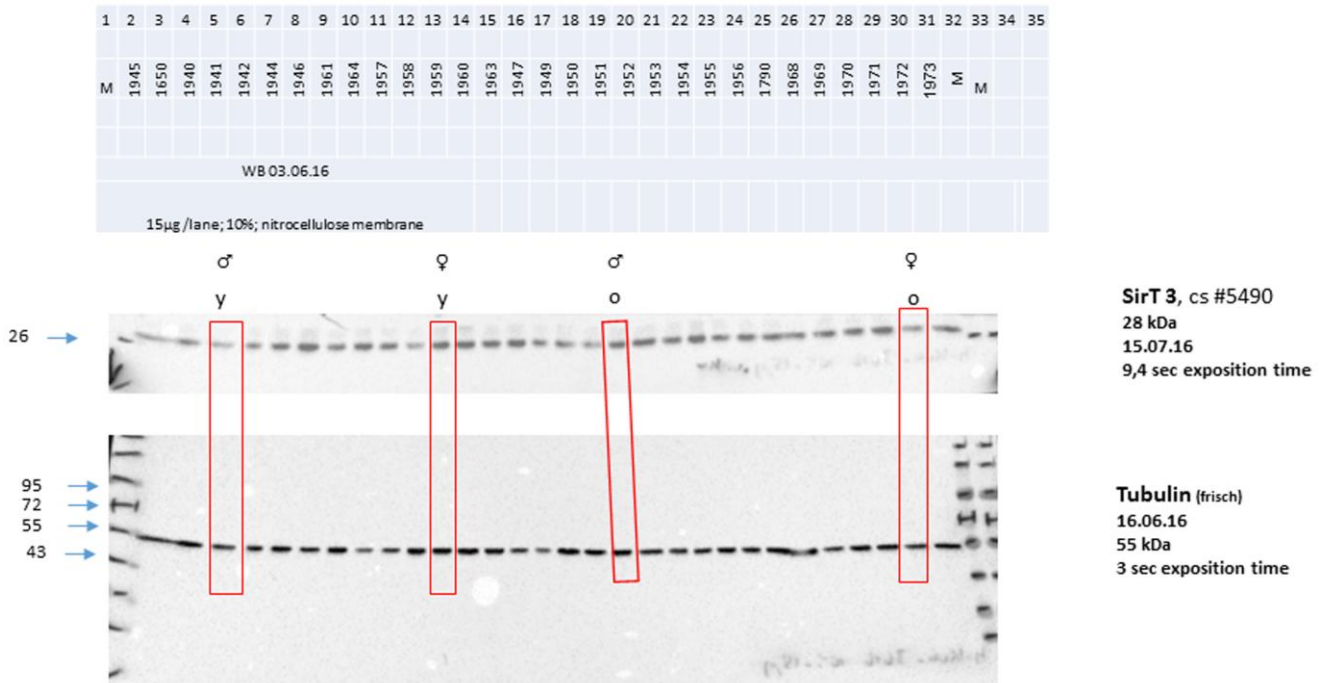 1 2 3 4 5 6 7 8 9 10 11 12 13 14 15 16 17 18 19 20 21 22 23 24 25 26 27 28 29 30 31 32 33 34 35
M 1945 1650 1940 1941 1942 1944 1946 1961 1964 1957 1958 1959 1960 1963 1947 1949 1950 1951 1952 1953 1954 1955 1956 1790 1968 1969 1970 1971 1972 1973 M M
WB 03.06.16
15µg/lane; 10%; nitrocellulose membrane
♂ ♀ ♂ ♀
y y o o
26
SirT 3, cs #5490
28 kDa
15.07.16
9,4 sec exposition time
95
72
55
43
Tubulin (frisch)
16.06.16
55 kDa
3 sec exposition time